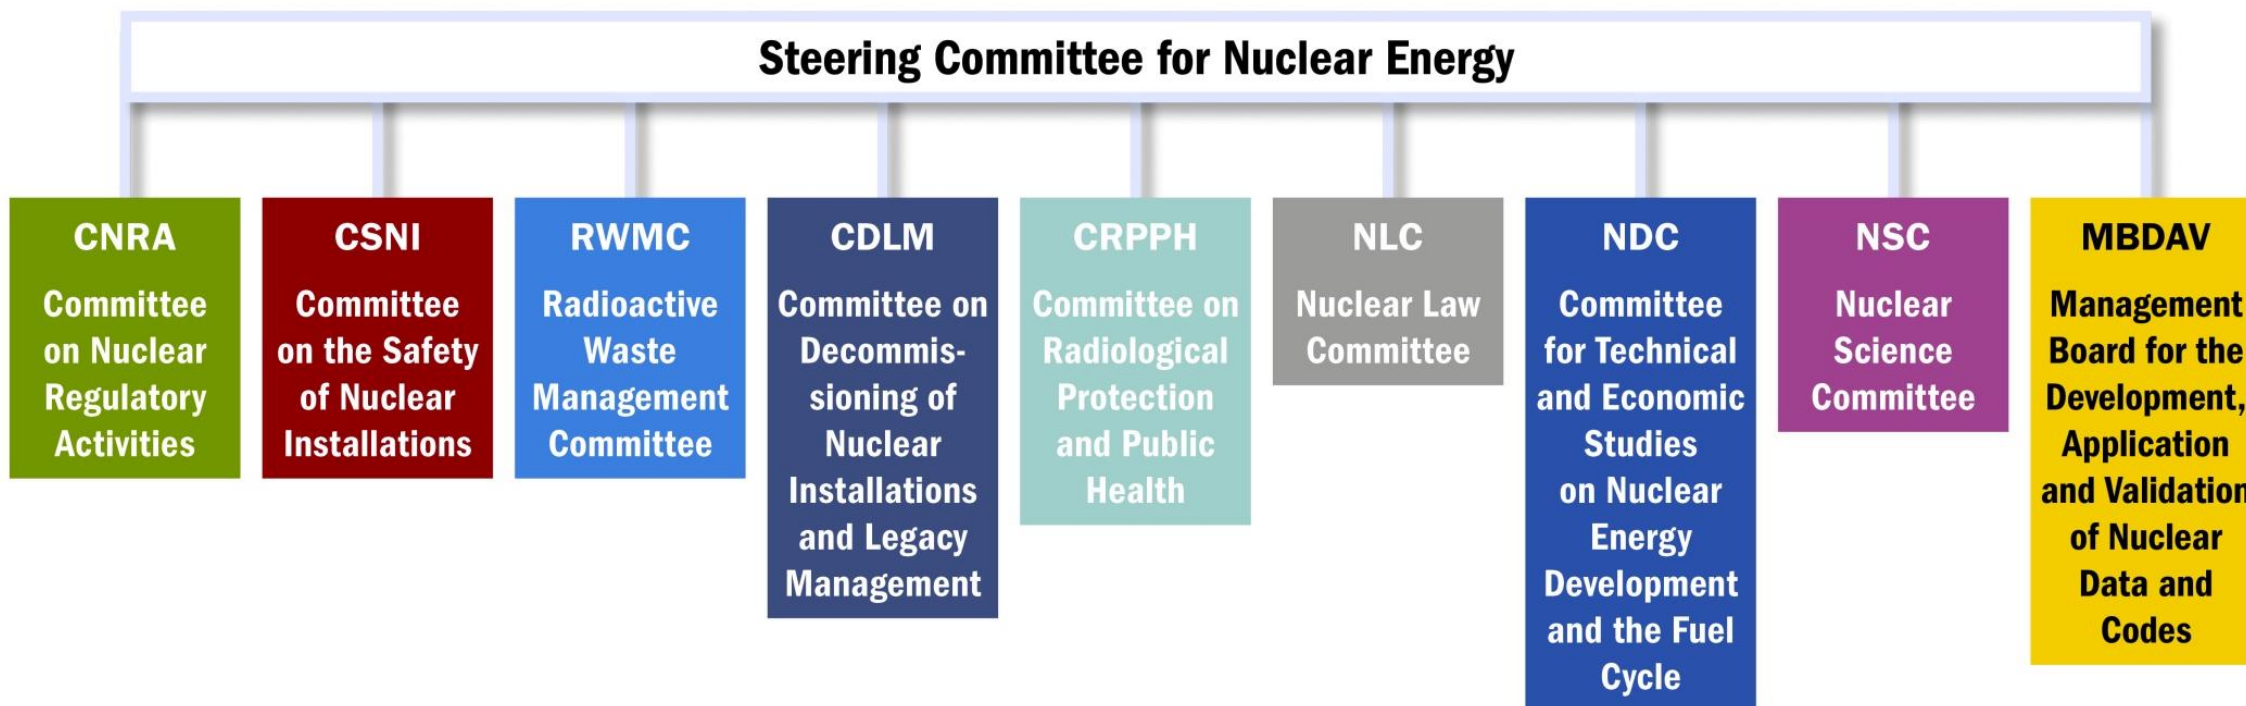 Steering Committee for Nuclear Energy
CNRA
Committee
on Nuclear
Regulatory
Activities
CSNI
Committee
on the Safety
of Nuclear
Installations
RWMC
Radioactive
Waste
Management
Committee
CDLM
Committee on
Decommis-
sioning of
Nuclear
Installations
and Legacy
Management
CRPPH
Committee on
Radiological
Protection
and Public
Health
NLC
Nuclear Law
Committee
NDC
Committee
for Technical
and Economic
Studies
on Nuclear
Energy
Development
and the Fuel
Cycle
NSC
Nuclear
Science
Committee
MBDAV
Management
Board for the
Development,
Application
and Validation
of Nuclear
Data and
Codes